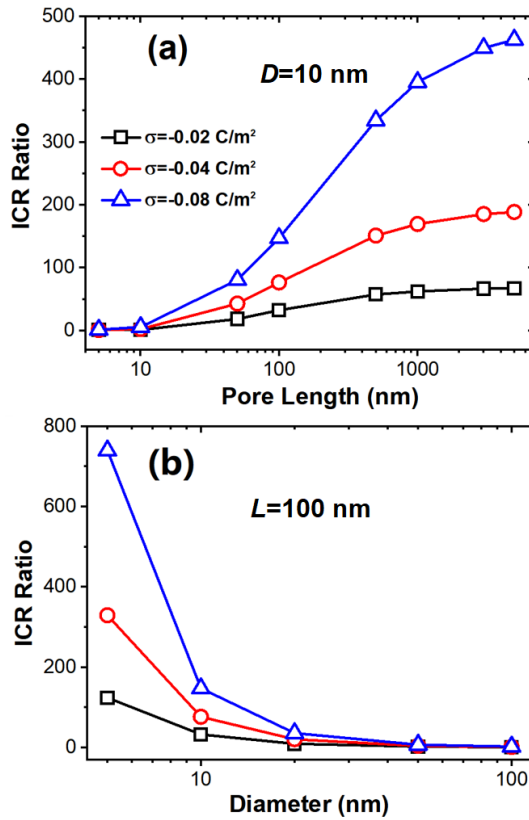 (a)
D=10 nm
σ=-0.02 C/m²
σ=-0.04 C/m²
σ=-0.08 C/m²
ICR Ratio
500
400
300
200
100
0
10
100
1000
Pore Length (nm)
(b)
L=100 nm
ICR Ratio
800
600
400
200
0
10
100
Diameter (nm)